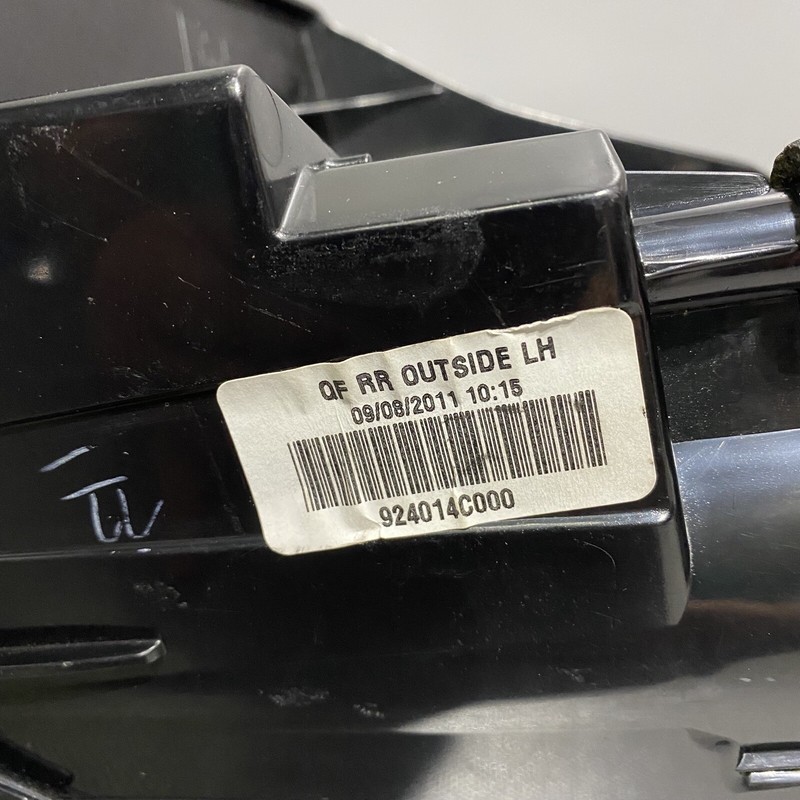 QF RR OUTSIDE LH
09/08/2011 10:15
924014C000